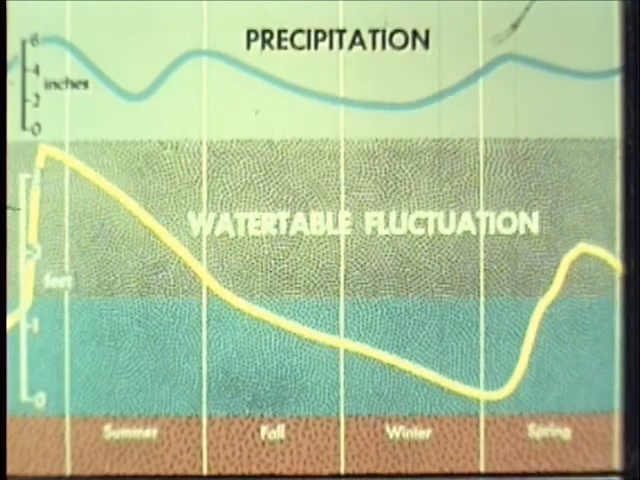 PRECIPITATION
6
4
inches
2
0
WATERTABLE FLUCTUATION
2
feet
1
0
Summer
Fall
Winter
Spring